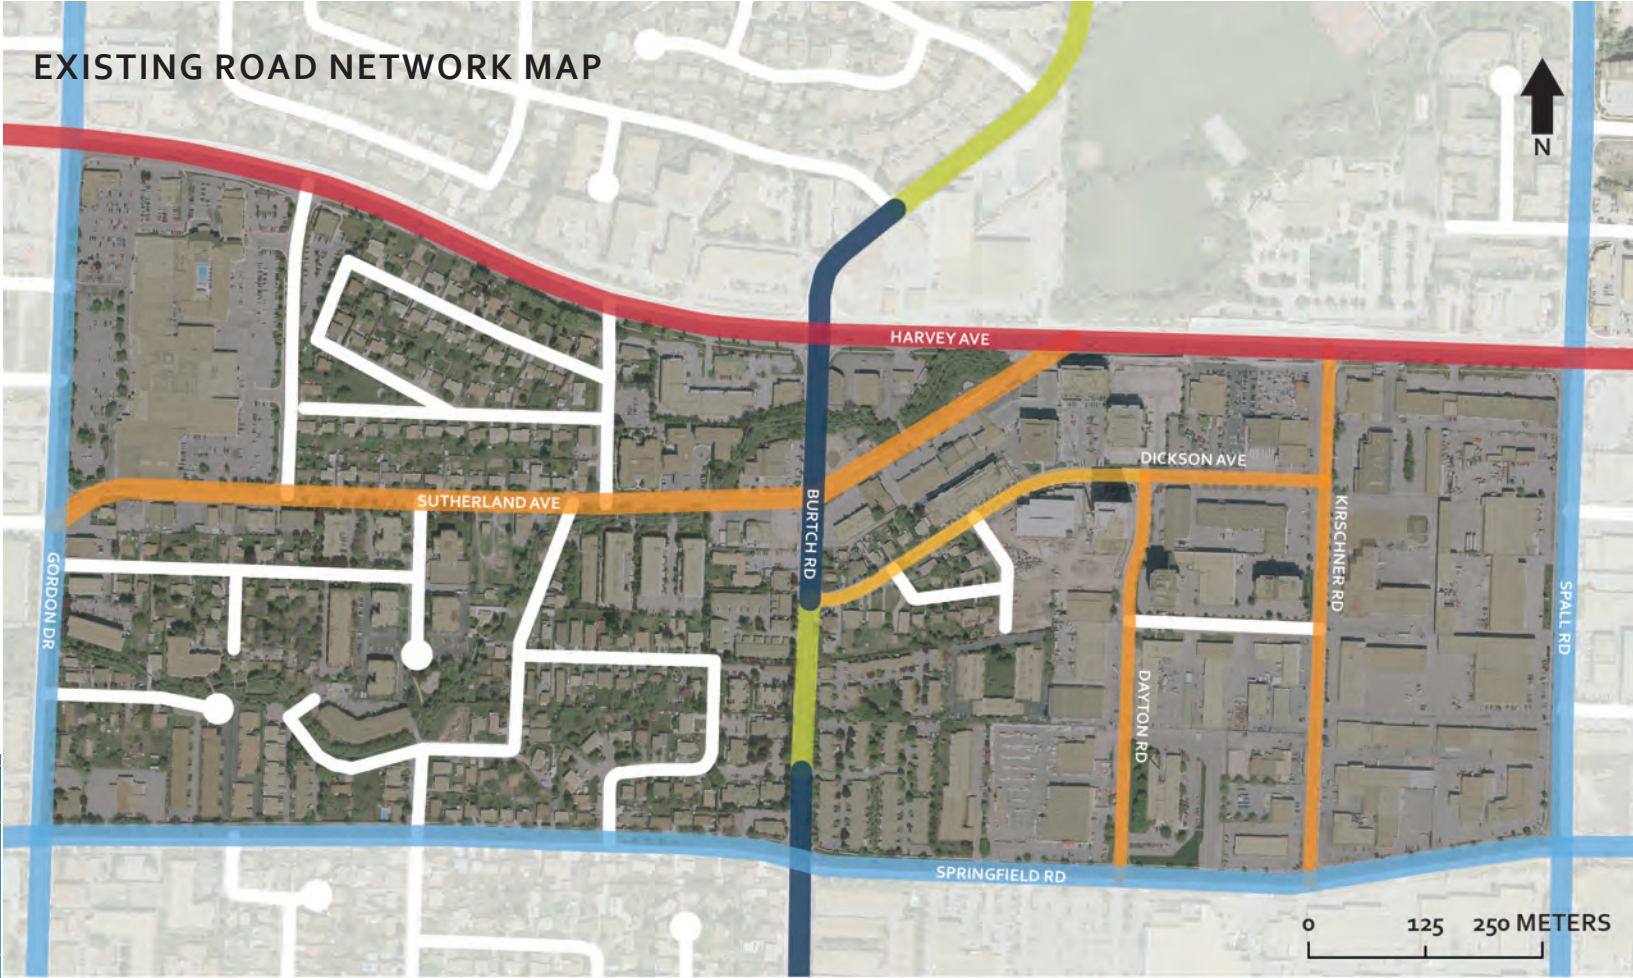 EXISTING ROAD NETWORK MAP
N
HARVEY AVE
DICKSON AVE
SUTHERLAND AVE
BURTCH RD
KIRSCHNER RD
GORDON DR
SPALL RD
DAYTON RD
SPRINGFIELD RD
0 125 250 METERS